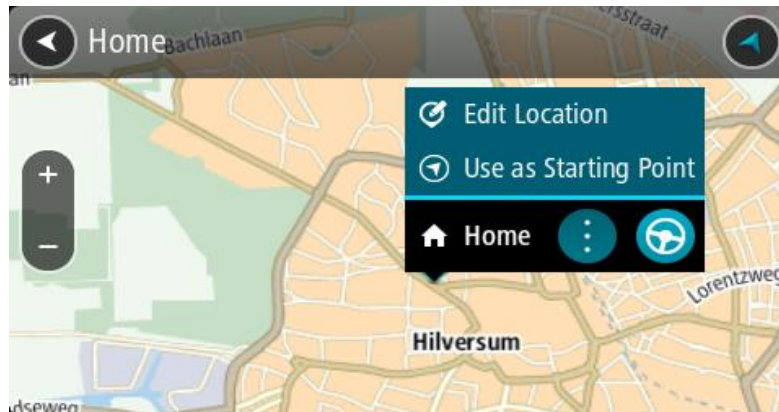 Home
Bachlaan
Edit Location
Use as Starting Point
Home
Lorentzweg
Hilversum